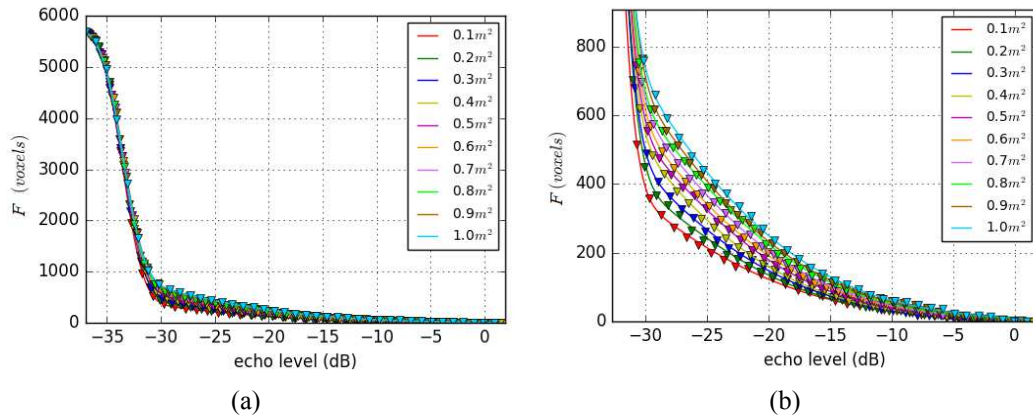 6000
5000
4000
3000
2000
1000
0
F (voxels)
−35 −30 −25 −20 −15 −10 −5 0
echo level (dB)
0.1m²
0.2m²
0.3m²
0.4m²
0.5m²
0.6m²
0.7m²
0.8m²
0.9m²
1.0m²
(a)
800
600
400
200
0
F (voxels)
−30 −25 −20 −15 −10 −5 0
echo level (dB)
0.1m²
0.2m²
0.3m²
0.4m²
0.5m²
0.6m²
0.7m²
0.8m²
0.9m²
1.0m²
(b)